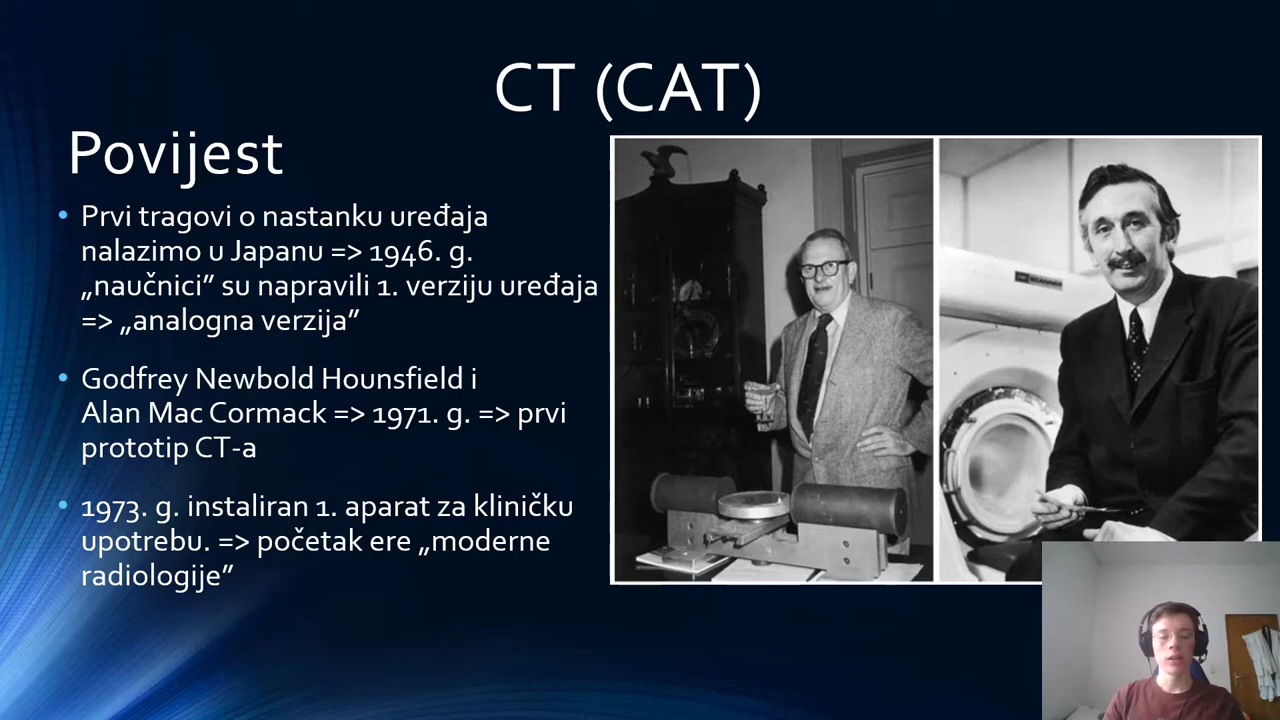 CT (CAT)
Povijest
• Prvi tragovi o nastanku uređaja
nalazimo u Japanu => 1946. g.
„naučnici” su napravili 1. verziju uređaja
=> „analogna verzija”
• Godfrey Newbold Hounsfield i
Alan Mac Cormack => 1971. g. => prvi
prototip CT-a
• 1973. g. instaliran 1. aparat za kliničku
upotrebu. => početak ere „moderne
radiologije”